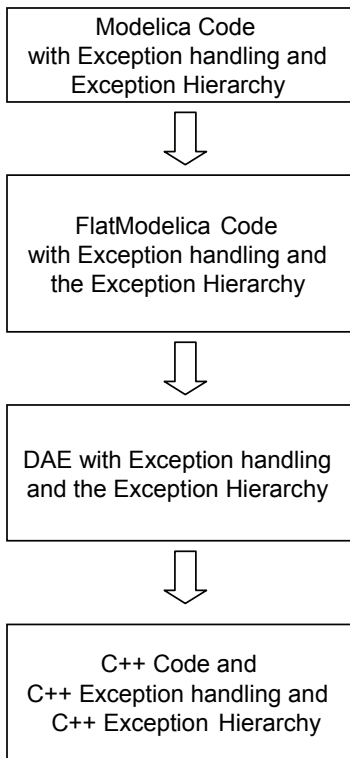 Modelica Code
with Exception handling and
Exception Hierarchy
FlatModelica Code
with Exception handling and
the Exception Hierarchy
DAE with Exception handling
and the Exception Hierarchy
C++ Code and
C++ Exception handling and
C++ Exception Hierarchy